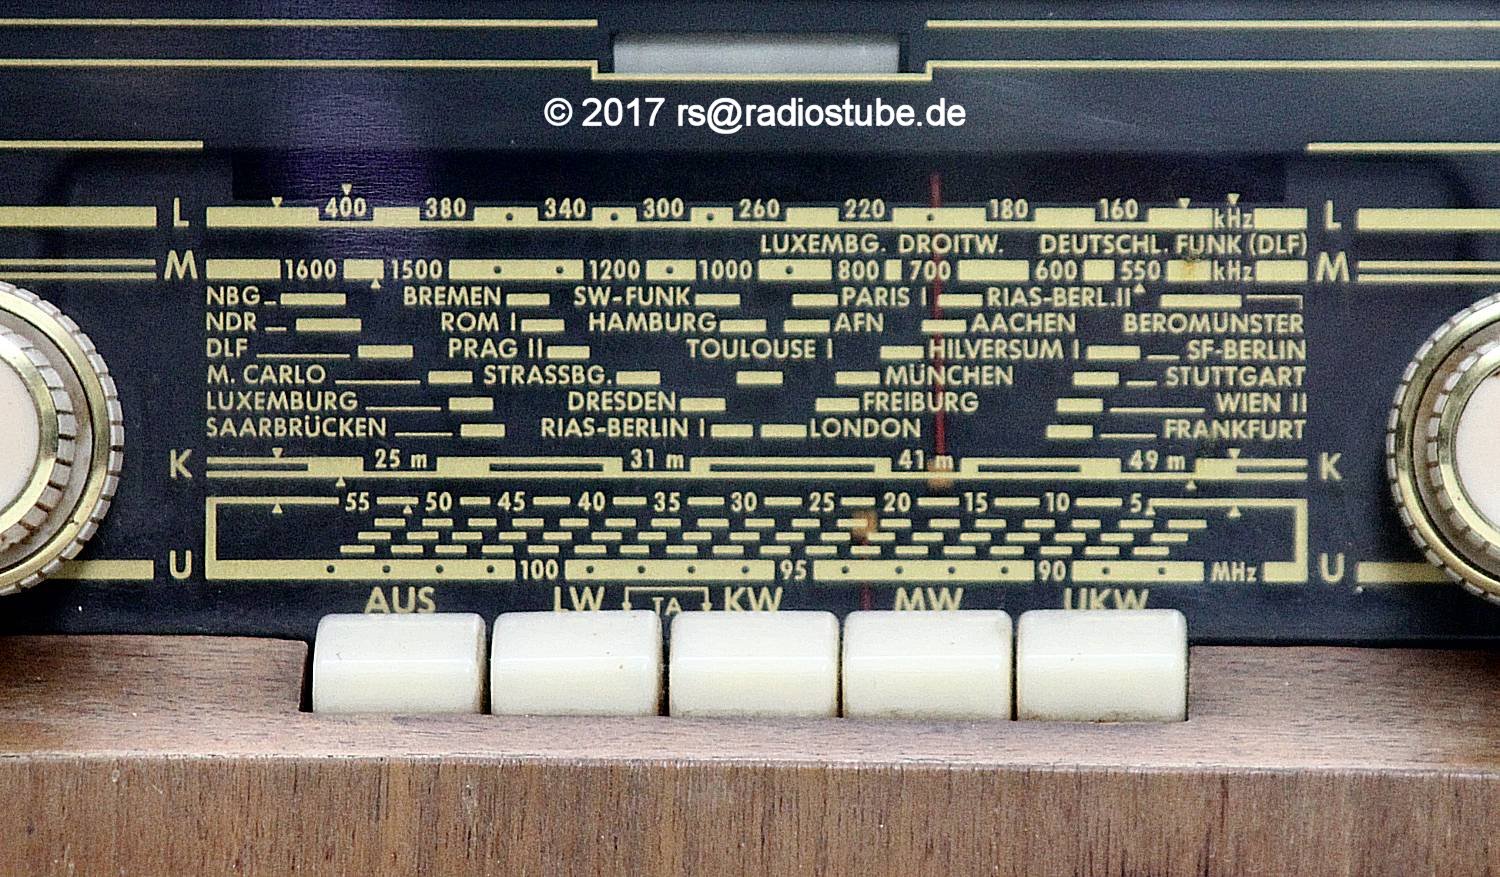 © 2017 rs@radiostube.de
L 400 380 340 300 260 220 180 160 kHz L
LUXEMBG. DROITW. DEUTSCHL. FUNK (DLF)
M 1600 1500 1200 1000 800 700 600 550 kHz M
NBG BREMEN SW-FUNK PARIS I RIAS-BERL.II
NDR ROM I HAMBURG AFN AACHEN BEROMÜNSTER
DLF PRAG II TOULOUSE I HILVERSUM I SF-BERLIN
M. CARLO STRASSBG. MÜNCHEN STUTTGART
LUXEMBURG DRESDEN FREIBURG WIEN II
SAARBRÜCKEN RIAS-BERLIN I LONDON FRANKFURT
K 25 m 31 m 41 m 49 m K
55 50 45 40 35 30 25 20 15 10 5
U 100 95 90 MHz U
AUS LW TA KW MW UKW